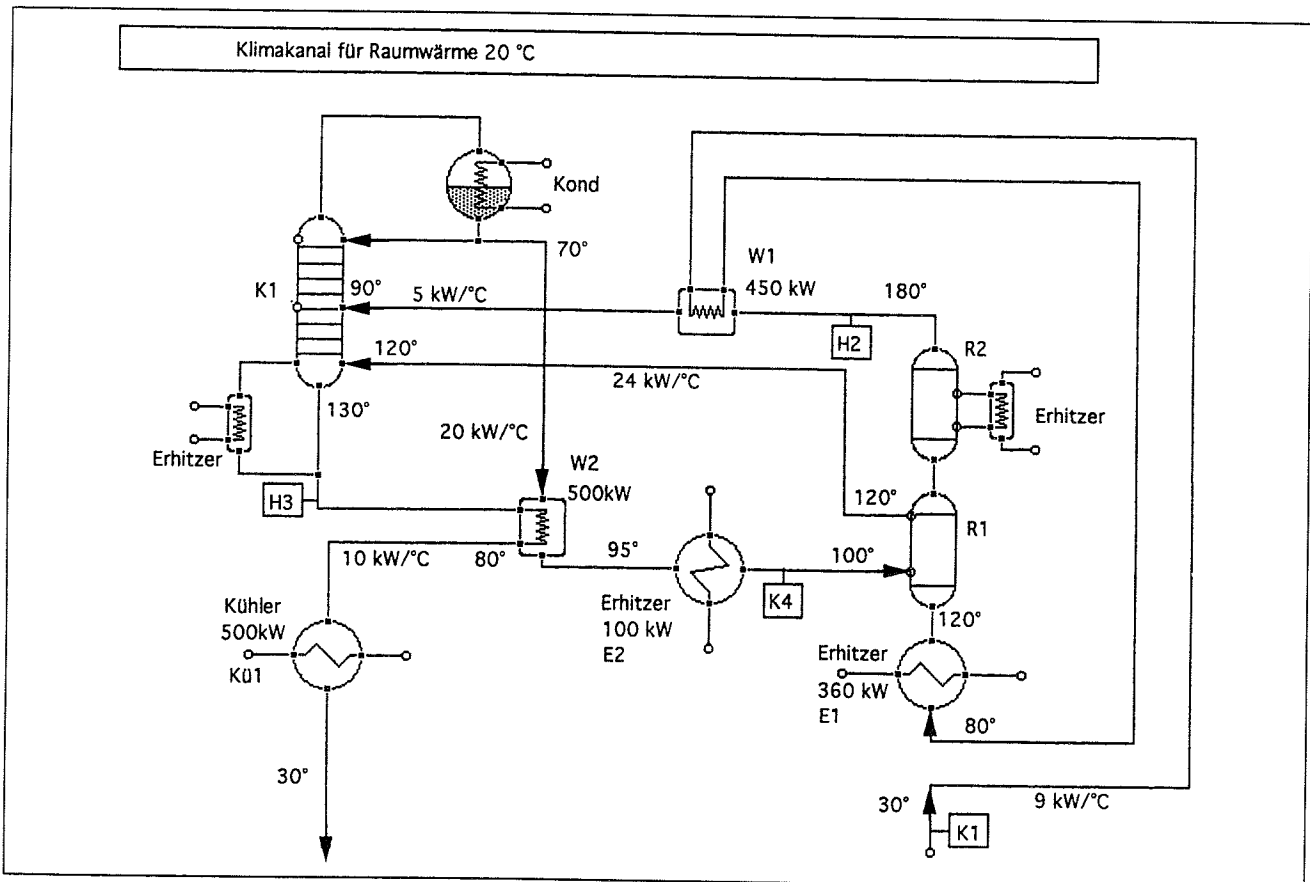 Klimakanal für Raumwärme 20 °C
Kond
70°
W1
450 kW
180°
K1
90°
5 kW/°C
H2
R2
120°
24 kW/°C
130°
Erhitzer
20 kW/°C
Erhitzer
H3
W2
500kW
120°
R1
10 kW/°C
80°
95°
100°
K4
Erhitzer
100 kW
E2
120°
Kühler
500kW
Kü1
Erhitzer
360 kW
E1
80°
30°
30°
9 kW/°C
K1